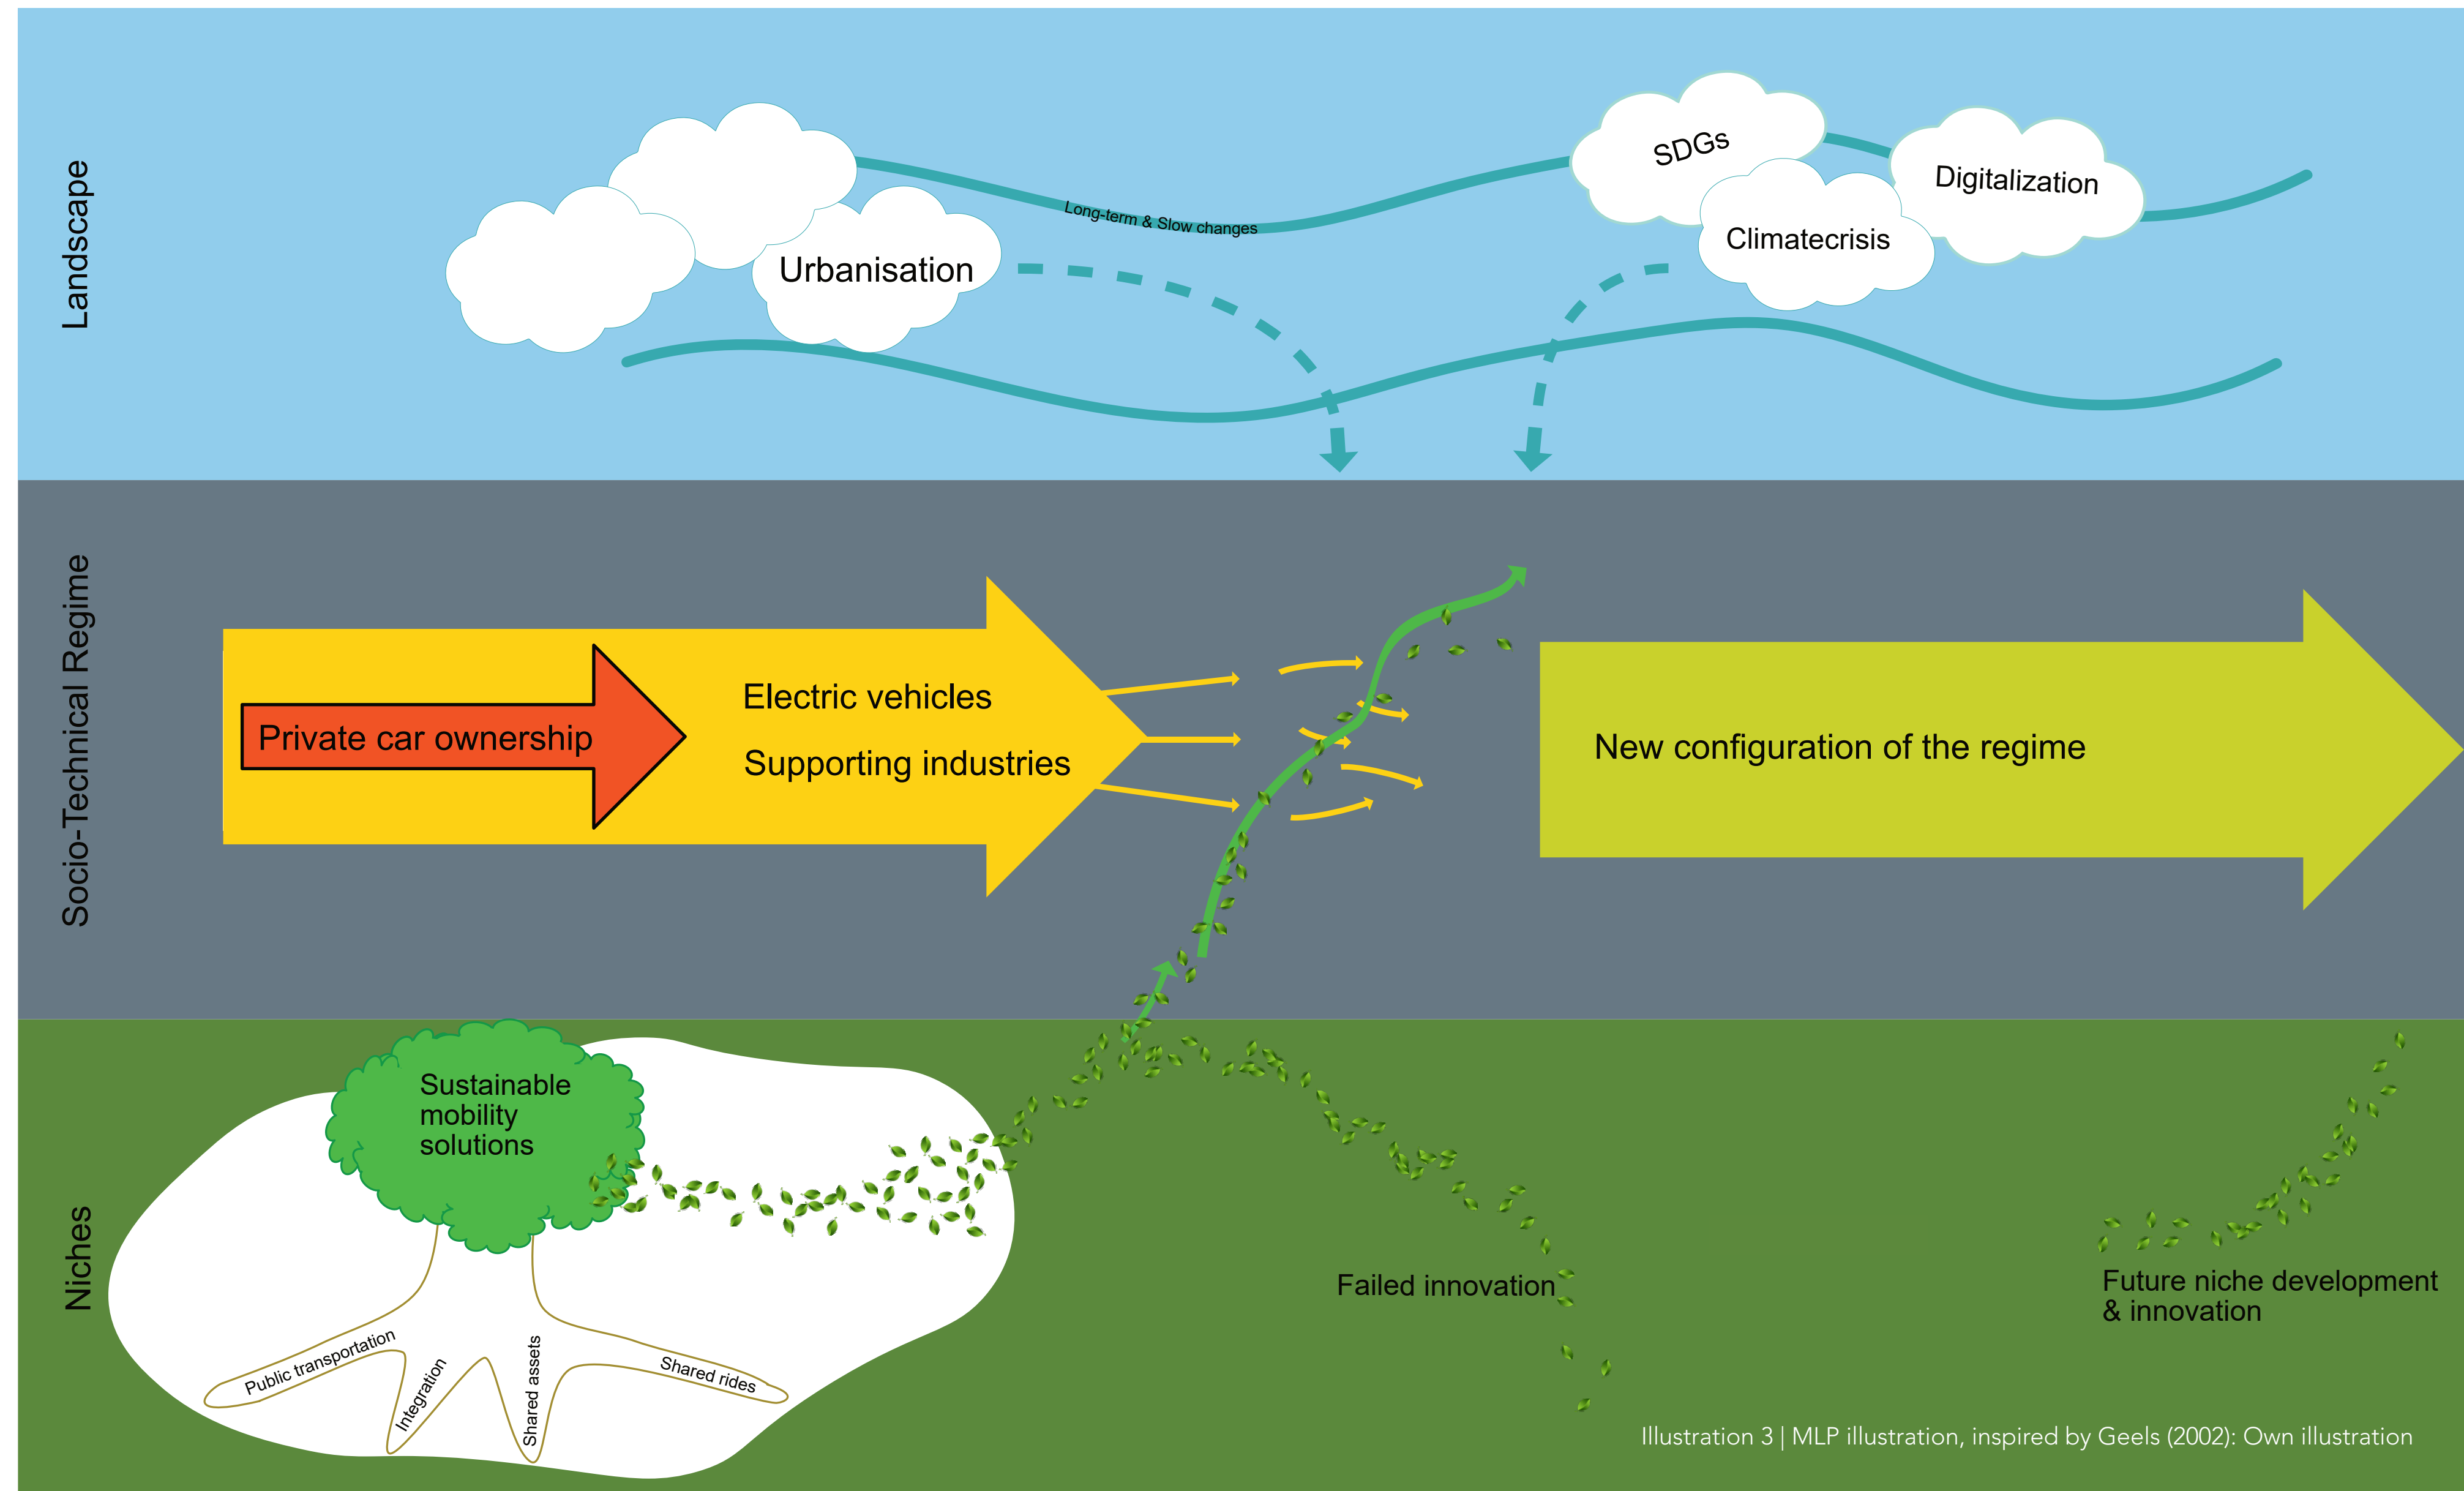 Landscape
Urbanisation
Long-term & Slow changes
SDGs
Digitalization
Climatecrisis
Socio-Technical Regime
Private car ownership
Electric vehicles
Supporting industries
New configuration of the regime
Niches
Sustainable
mobility
solutions
Public transportation
Integration
Shared assets
Shared rides
Failed innovation
Future niche development
& innovation
Illustration 3 | MLP illustration, inspired by Geels (2002): Own illustration